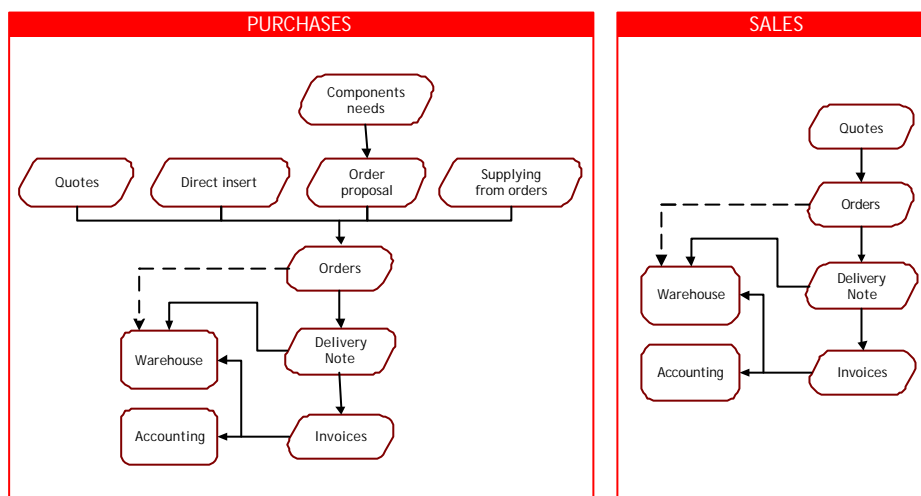 PURCHASES
Components
needs
Quotes
Direct insert
Order
proposal
Supplying
from orders
Orders
Warehouse
Delivery
Note
Accounting
Invoices
SALES
Quotes
Orders
Warehouse
Delivery
Note
Accounting
Invoices